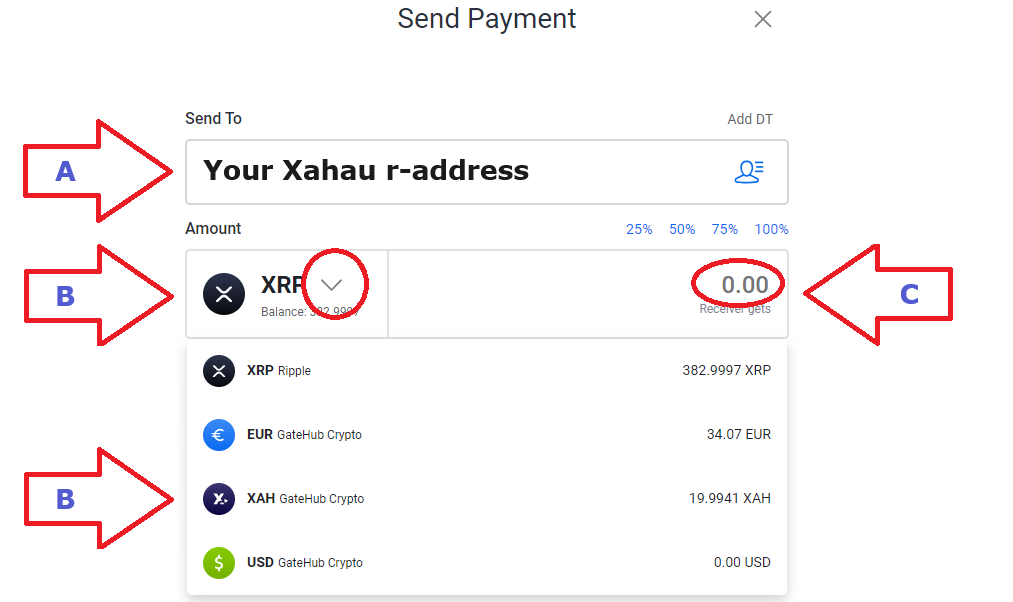 Send Payment
Send To
Add DT
A
Your Xahau r-address
Amount
25% 50% 75% 100%
B
XRP
0.00
C
Balance: 382.9997
Receiver gets
XRP Ripple
382.9997 XRP
EUR GateHub Crypto
34.07 EUR
B
XAH GateHub Crypto
19.9941 XAH
USD GateHub Crypto
0.00 USD